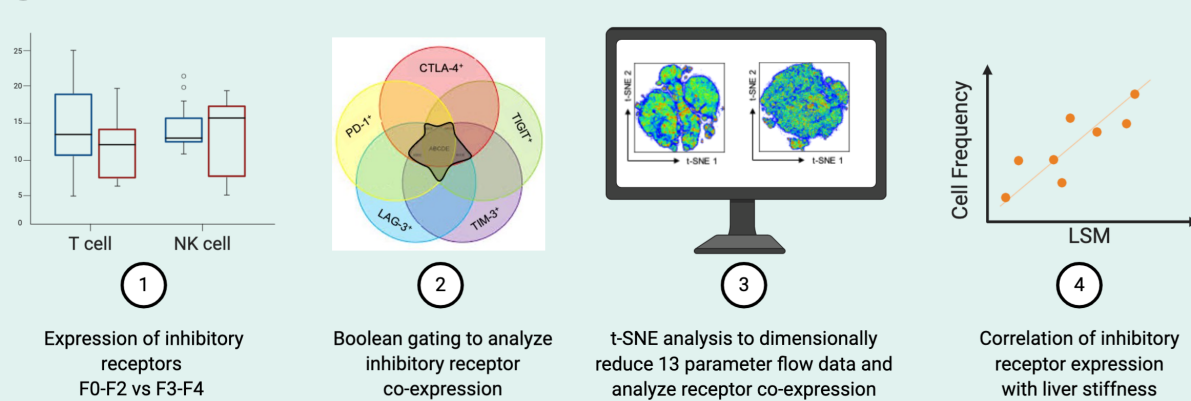 25
20
15
10
5
0
T cell
NK cell
1
Expression of inhibitory
receptors
F0-F2 vs F3-F4
CTLA-4⁺
PD-1⁺
TIGIT⁺
ABCDE
LAG-3⁺
TIM-3⁺
2
Boolean gating to analyze
inhibitory receptor
co-expression
t-SNE 2
t-SNE 1
t-SNE 2
t-SNE 1
3
t-SNE analysis to dimensionally
reduce 13 parameter flow data and
analyze receptor co-expression
Cell Frequency
LSM
4
Correlation of inhibitory
receptor expression
with liver stiffness